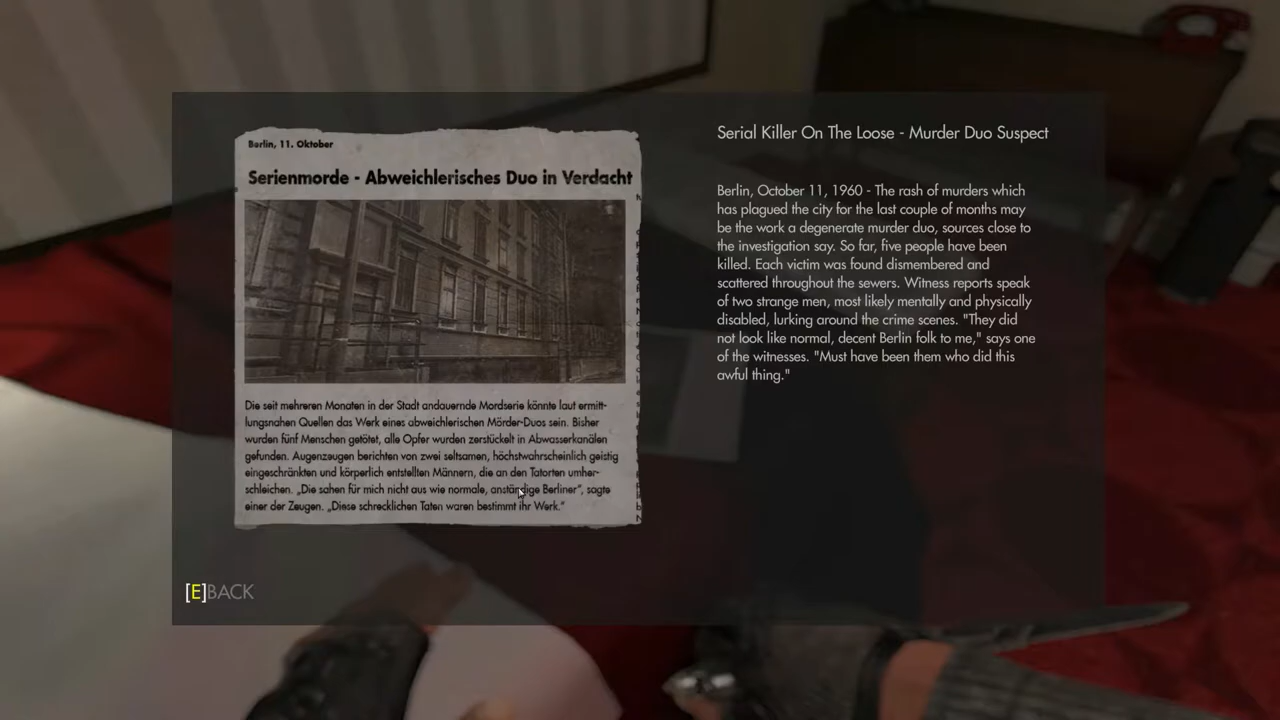 Berlin, 11. Oktober
Serienmorde - Abweichlerisches Duo in Verdacht
Die seit mehreren Monaten in der Stadt andauernde Mordserie könnte laut ermitt-
lungsnahen Quellen das Werk eines abweichlerischen Mörder-Duos sein. Bisher
wurden fünf Menschen getötet, alle Opfer wurden zerstückelt in Abwasserkanälen
gefunden. Augenzeugen berichten von zwei seltsamen, höchstwahrscheinlich geistig
eingeschränkten und körperlich entstellten Männern, die an den Tatorten umher-
schleichen. „Die sahen für mich nicht aus wie normale, anständige Berliner“, sagte
einer der Zeugen. „Diese schrecklichen Taten waren bestimmt ihr Werk.“
Serial Killer On The Loose - Murder Duo Suspect
Berlin, October 11, 1960 - The rash of murders which
has plagued the city for the last couple of months may
be the work a degenerate murder duo, sources close to
the investigation say. So far, five people have been
killed. Each victim was found dismembered and
scattered throughout the sewers. Witness reports speak
of two strange men, most likely mentally and physically
disabled, lurking around the crime scenes. "They did
not look like normal, decent Berlin folk to me," says one
of the witnesses. "Must have been them who did this
awful thing."
[E]BACK